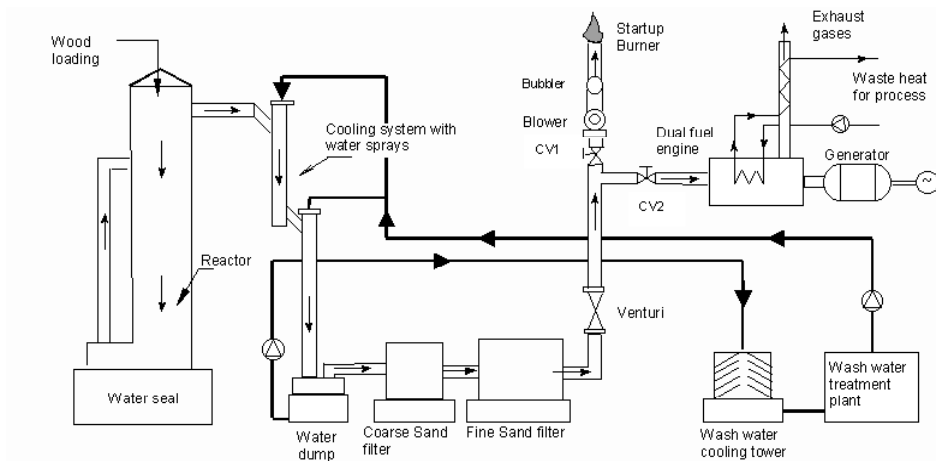 Wood
loading
Startup
Burner
Exhaust
gases
Waste heat
for process
Bubbler
Blower
CV1
Dual fuel
engine
Generator
Cooling system with
water sprays
CV2
Reactor
Venturi
Water seal
Water
dump
Coarse Sand
filter
Fine Sand filter
Wash water
cooling tower
Wash water
treatment
plant